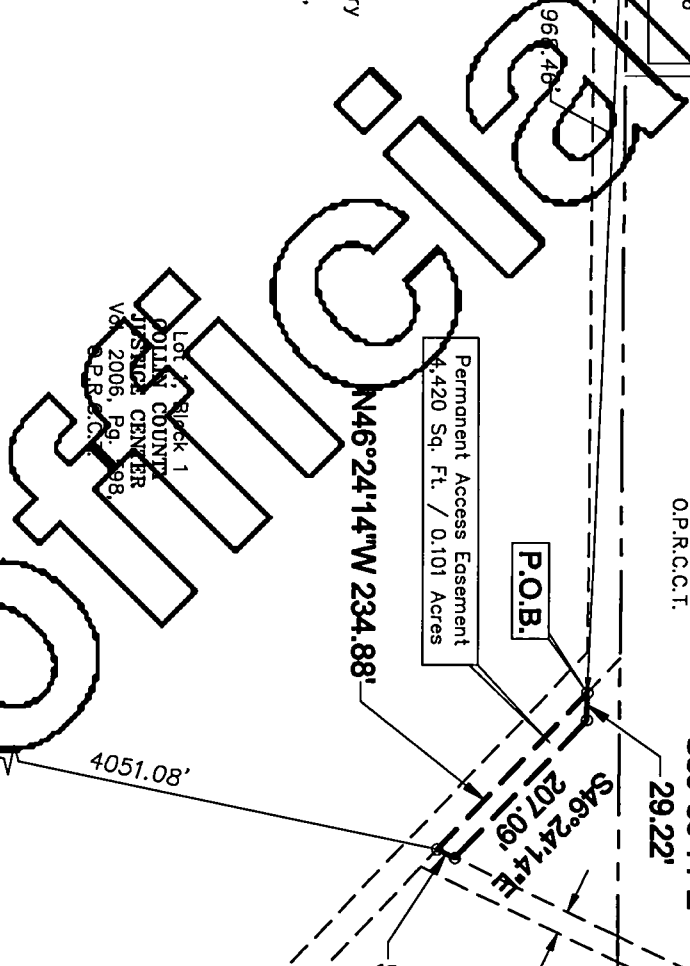 Official
O.P.R.C.C.T.
P.O.B.
29.22'
Permanent Access Easement
4,420 Sq. Ft. / 0.101 Acres
N46°24'14"W 234.88'
S46°24'14"E
207.09'
4051.08'
Lot 1, Block 1
COLLIN COUNTY
JUSTICE CENTER
Vol. 2006, Pg.
O.P.R.C.C.T.